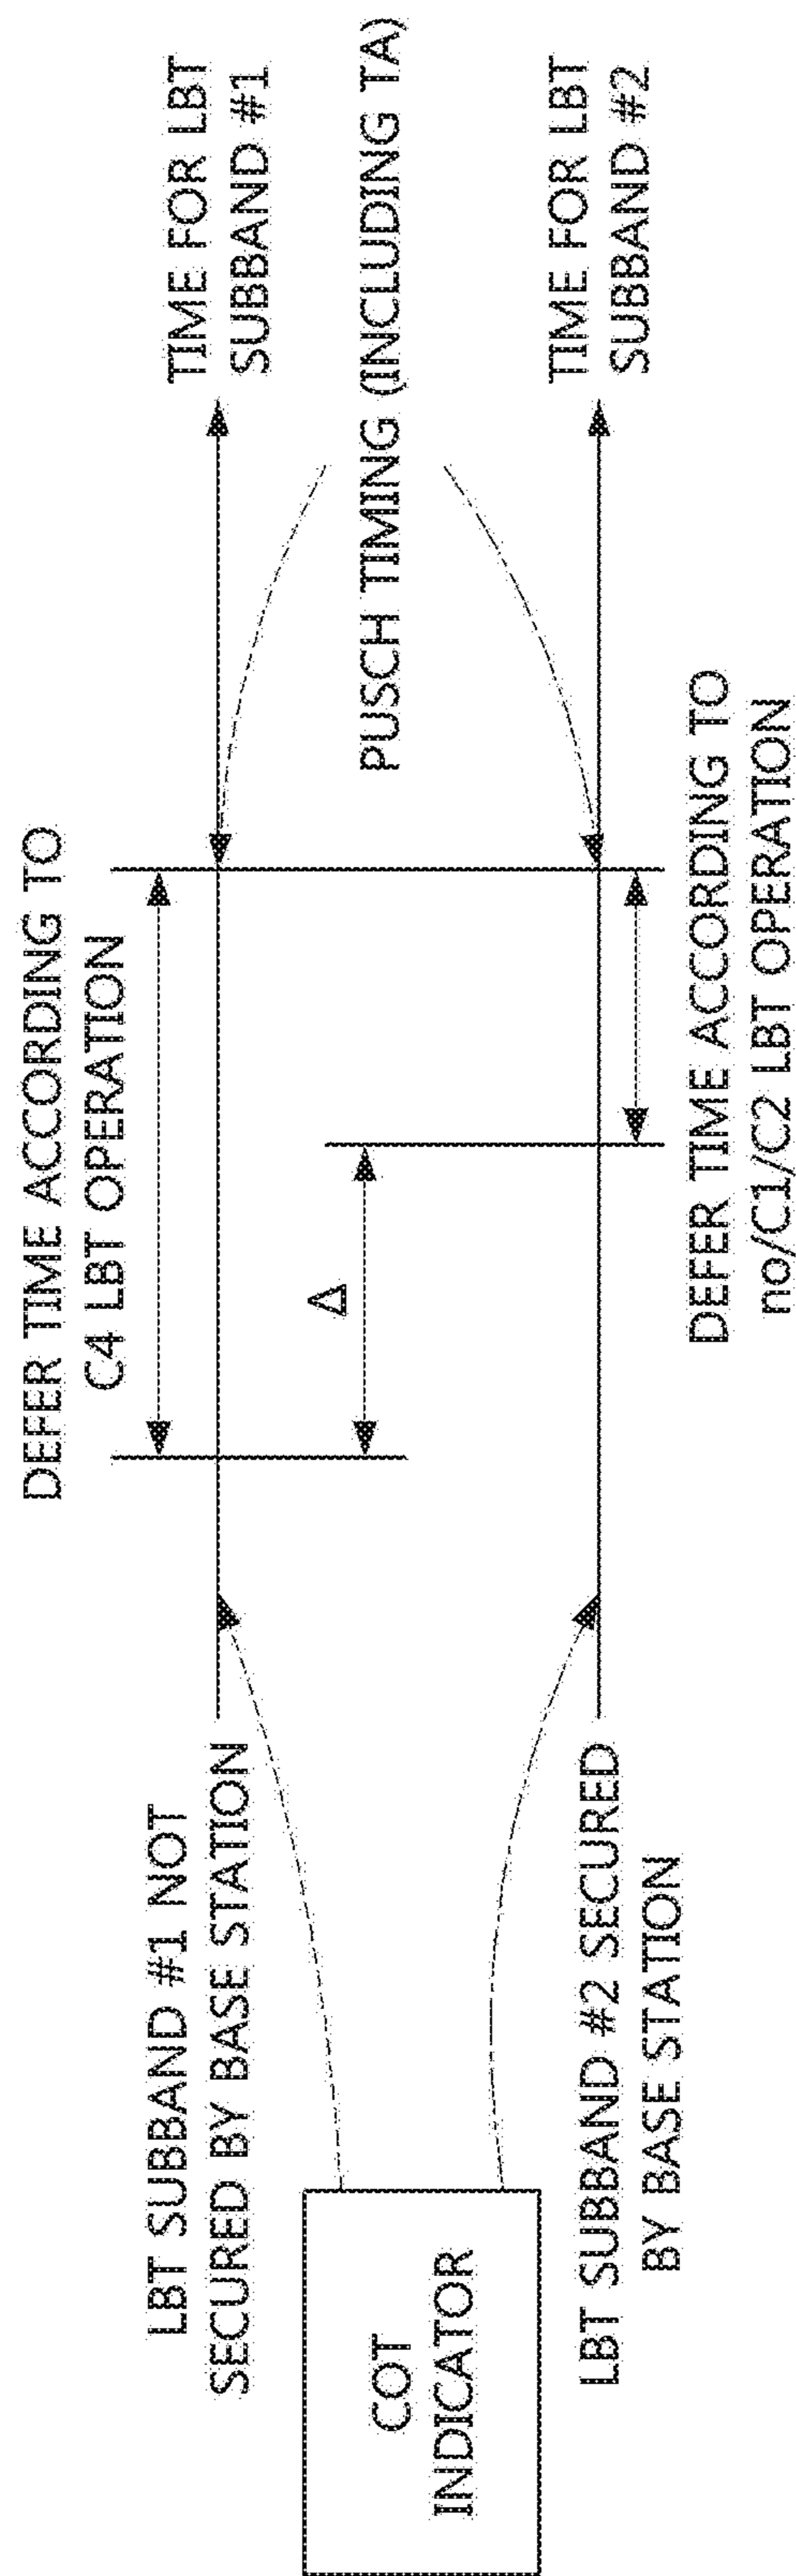 DEFER TIME ACCORDING TO
C4 LBT OPERATION
TIME FOR LBT
SUBBAND #1
LBT SUBBAND #1 NOT
SECURED BY BASE STATION
COT
INDICATOR
Δ
PUSCH TIMING (INCLUDING TA)
LBT SUBBAND #2 SECURED
BY BASE STATION
TIME FOR LBT
SUBBAND #2
DEFER TIME ACCORDING TO
no/C1/C2 LBT OPERATION